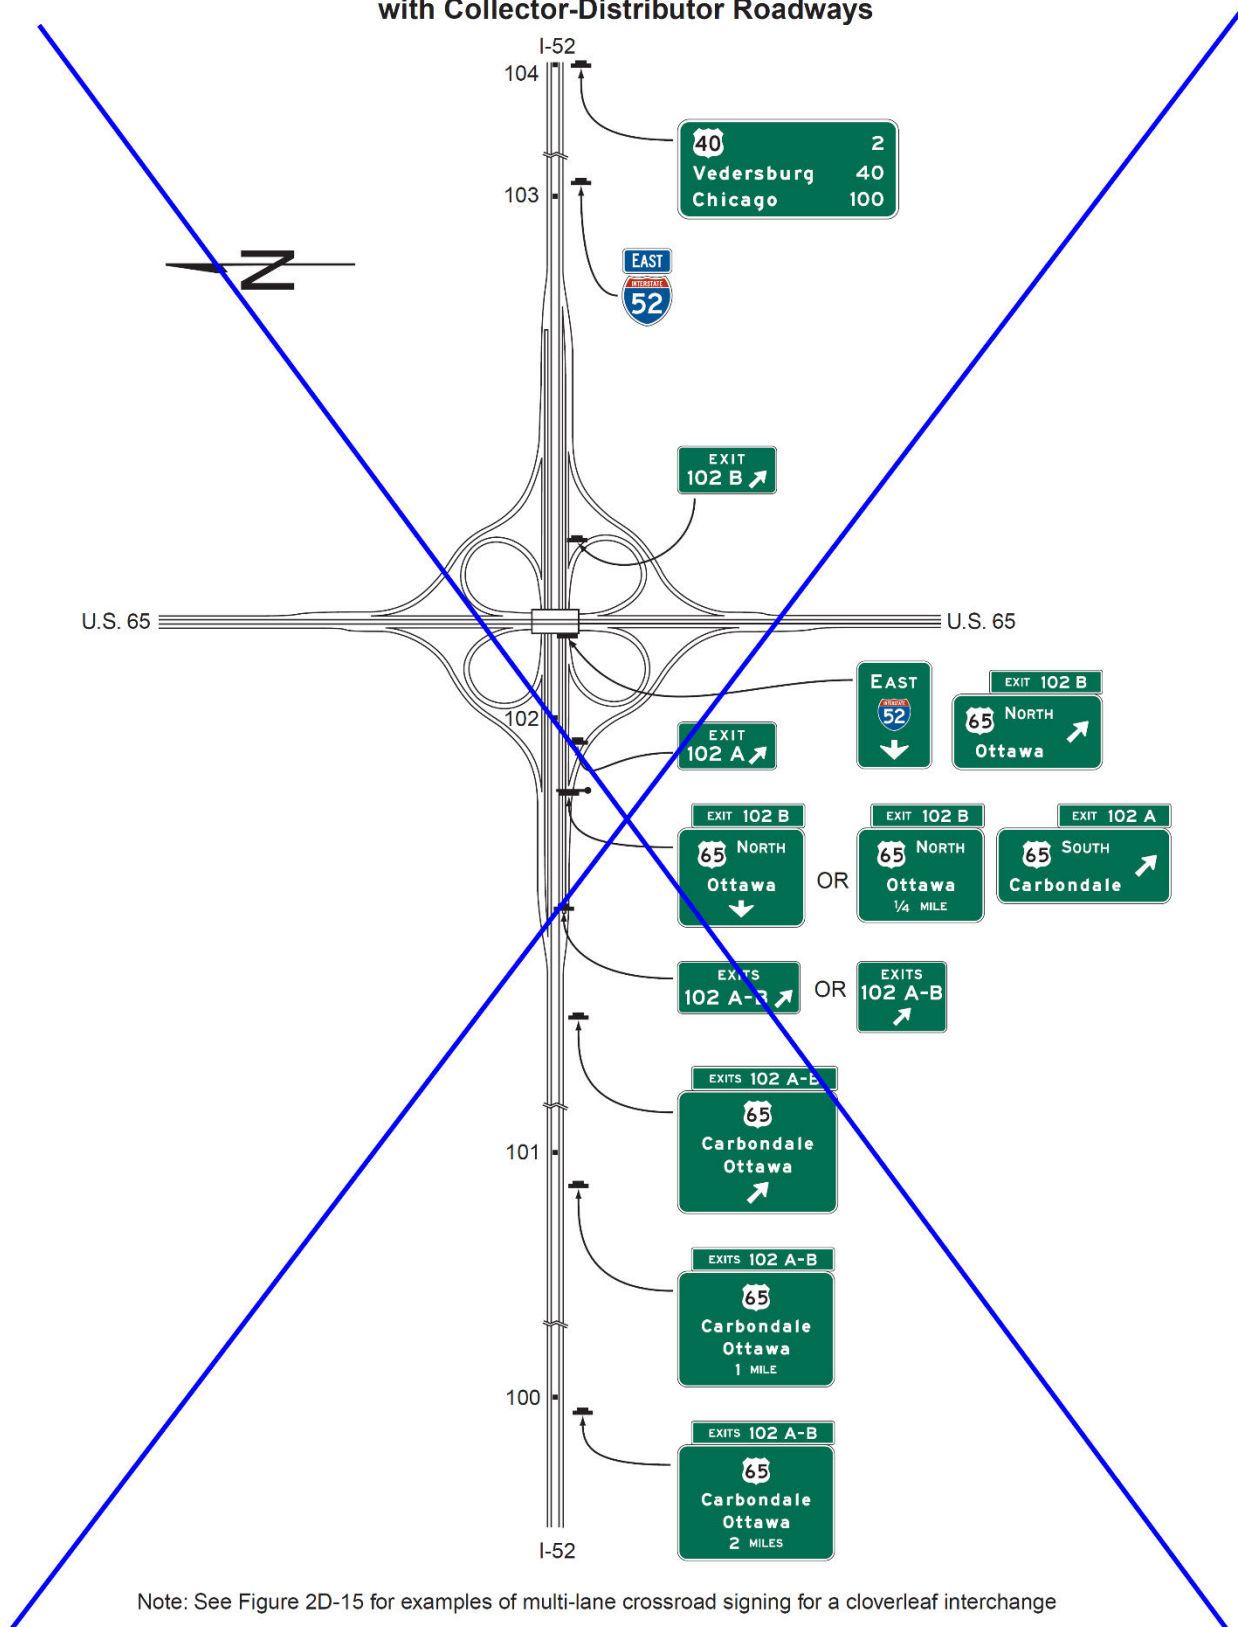 with Collector-Distributor Roadways
I-52
104
40 2
Vedersburg 40
Chicago 100
103
EAST
INTERSTATE
52
N
EXIT
102 B
U.S. 65
U.S. 65
EAST
INTERSTATE
52
EXIT 102 B
65 NORTH
Ottawa
102
EXIT
102 A
EXIT 102 B
65 NORTH
Ottawa
OR
EXIT 102 B
65 NORTH
Ottawa
1/4 MILE
EXIT 102 A
65 SOUTH
Carbondale
EXITS
102 A-B
OR
EXITS
102 A-B
EXITS 102 A-B
65
Carbondale
Ottawa
101
EXITS 102 A-B
65
Carbondale
Ottawa
1 MILE
100
EXITS 102 A-B
65
Carbondale
Ottawa
2 MILES
I-52
Note: See Figure 2D-15 for examples of multi-lane crossroad signing for a cloverleaf interchange